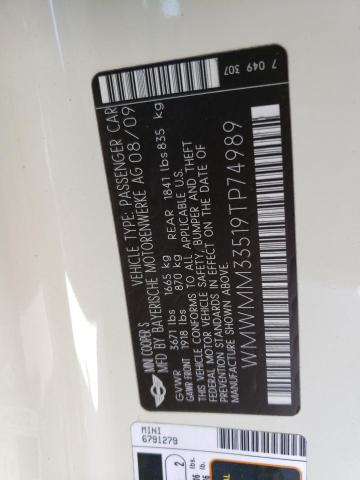 7 049 307
MINI COOPER S
VEHICLE TYPE: PASSENGER CAR
MFD BY BAYERISCHE MOTORENWERKE AG 08/09
GVWR 3671 lbs 1665 kg REAR 1841 lbs 835 kg
GAWR FRONT 1918 lbs 870 kg
THIS VEHICLE CONFORMS TO ALL APPLICABLE U.S.
FEDERAL MOTOR VEHICLE SAFETY, BUMPER AND THEFT
PREVENTION STANDARDS IN EFFECT ON THE DATE OF
MANUFACTURE SHOWN ABOVE.
WMWMM33519TP74989
MINI
6791279
2
lbs.